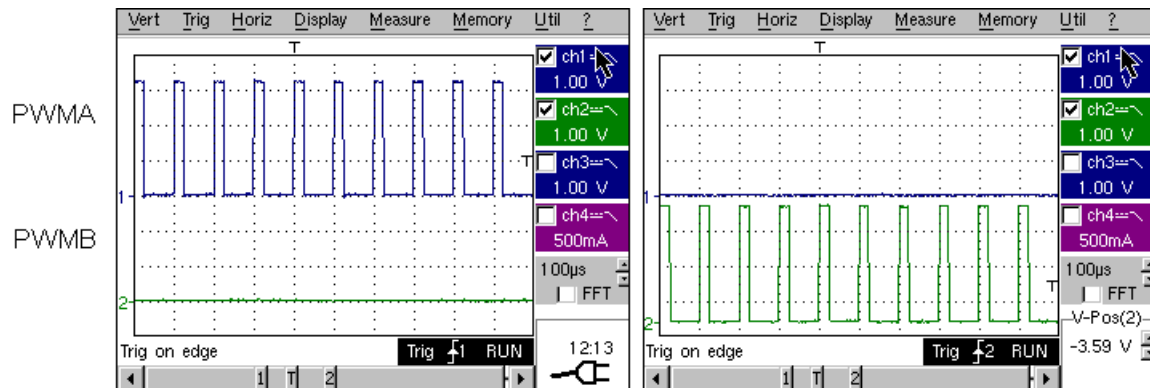 Vert Trig Horiz Display Measure Memory Util ?
T
ch1
1.00 V
ch2
1.00 V
T
ch3
1.00 V
1
ch4
500mA
100µs
FFT
2
12:13
Trig on edge
Trig 1 RUN
1 T 2
PWMA
PWMB
Vert Trig Horiz Display Measure Memory Util ?
T
ch1
1.00 V
ch2
1.00 V
ch3
1.00 V
1
ch4
500mA
100µs
T
FFT
2
V-Pos(2)
-3.59 V
Trig on edge
Trig 2 RUN
1 T 2